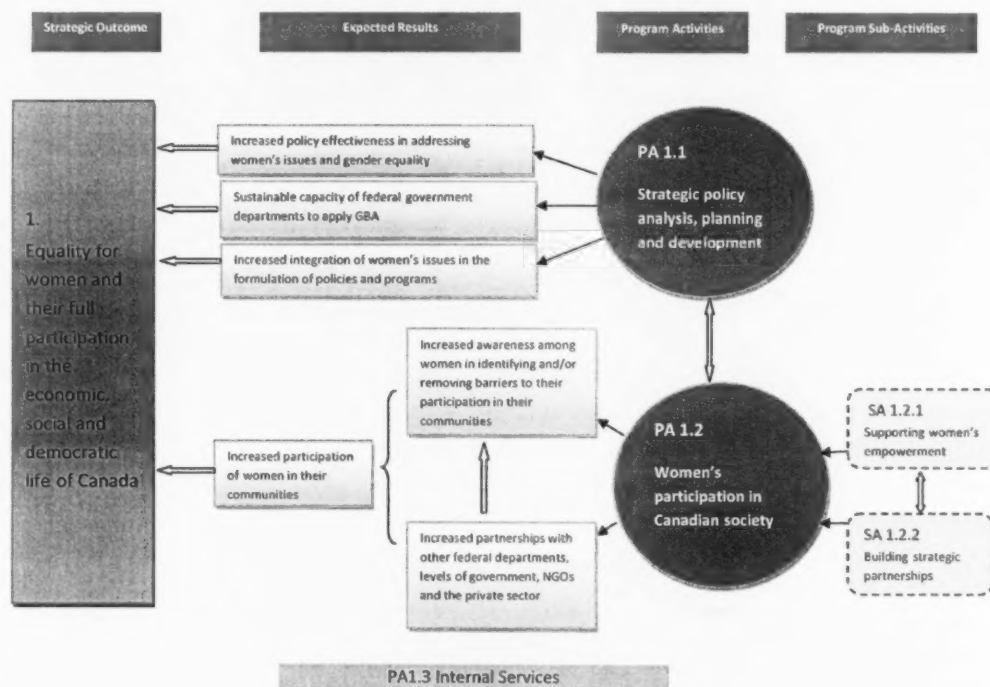 Strategic Outcome
Expected Results
Program Activities
Program Sub-Activities
1.
Equality for
women and
their full
participation
in the
economic,
social and
democratic
life of Canada
Increased policy effectiveness in addressing
women's issues and gender equality
Sustainable capacity of federal government
departments to apply GBA
Increased integration of women's issues in the
formulation of policies and programs
PA 1.1
Strategic policy
analysis, planning
and development
Increased awareness among
women in identifying and/or
removing barriers to their
participation in their
communities
Increased participation
of women in their
communities
Increased partnerships with
other federal departments,
levels of government, NGOs
and the private sector
PA 1.2
Women's
participation in
Canadian society
SA 1.2.1
Supporting women's
empowerment
SA 1.2.2
Building strategic
partnerships
PA1.3 Internal Services